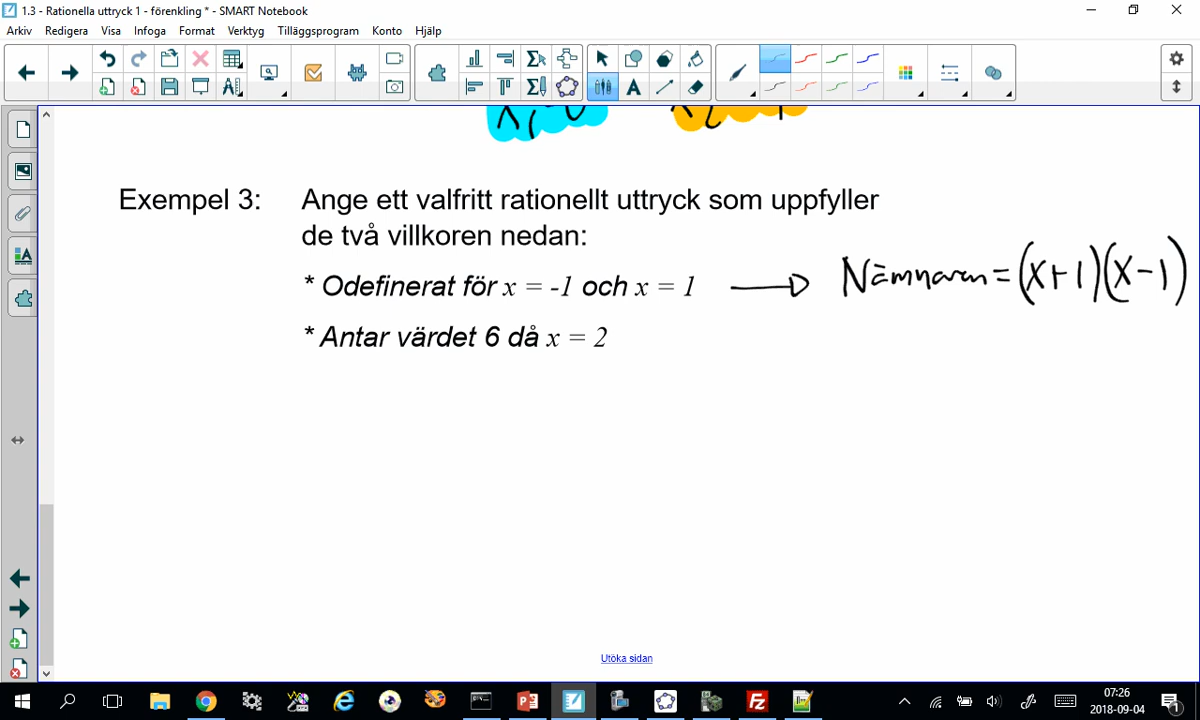 1.3 - Rationella uttryck 1 - förenkling * - SMART Notebook
Arkiv Redigera Visa Infoga Format Verktyg Tilläggsprogram Konto Hjälp
Exempel 3: Ange ett valfritt rationellt uttryck som uppfyller
de två villkoren nedan:
* Odefinerat för x = -1 och x = 1 Nämnaren = (x+1)(x-1)
* Antar värdet 6 då x = 2
Utöka sidan
07:26
2018-09-04